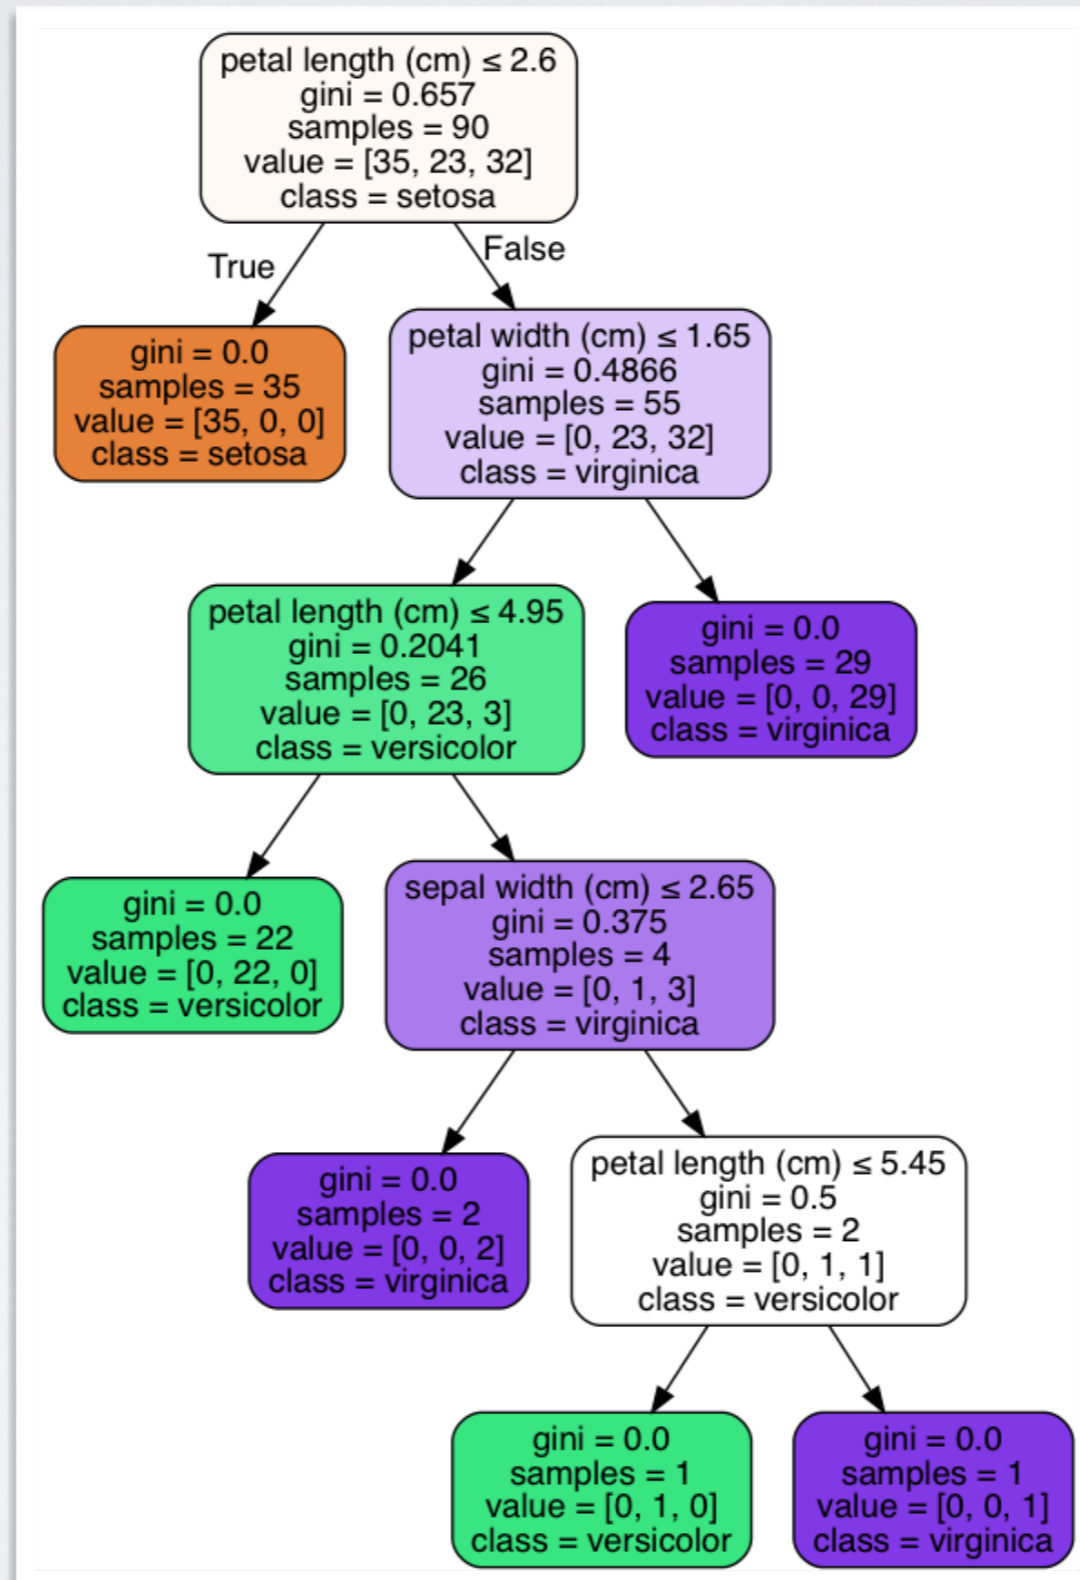 petal length (cm) ≤ 2.6
gini = 0.657
samples = 90
value = [35, 23, 32]
class = setosa
True
False
gini = 0.0
samples = 35
value = [35, 0, 0]
class = setosa
petal width (cm) ≤ 1.65
gini = 0.4866
samples = 55
value = [0, 23, 32]
class = virginica
petal length (cm) ≤ 4.95
gini = 0.2041
samples = 26
value = [0, 23, 3]
class = versicolor
gini = 0.0
samples = 29
value = [0, 0, 29]
class = virginica
gini = 0.0
samples = 22
value = [0, 22, 0]
class = versicolor
sepal width (cm) ≤ 2.65
gini = 0.375
samples = 4
value = [0, 1, 3]
class = virginica
gini = 0.0
samples = 2
value = [0, 0, 2]
class = virginica
petal length (cm) ≤ 5.45
gini = 0.5
samples = 2
value = [0, 1, 1]
class = versicolor
gini = 0.0
samples = 1
value = [0, 1, 0]
class = versicolor
gini = 0.0
samples = 1
value = [0, 0, 1]
class = virginica